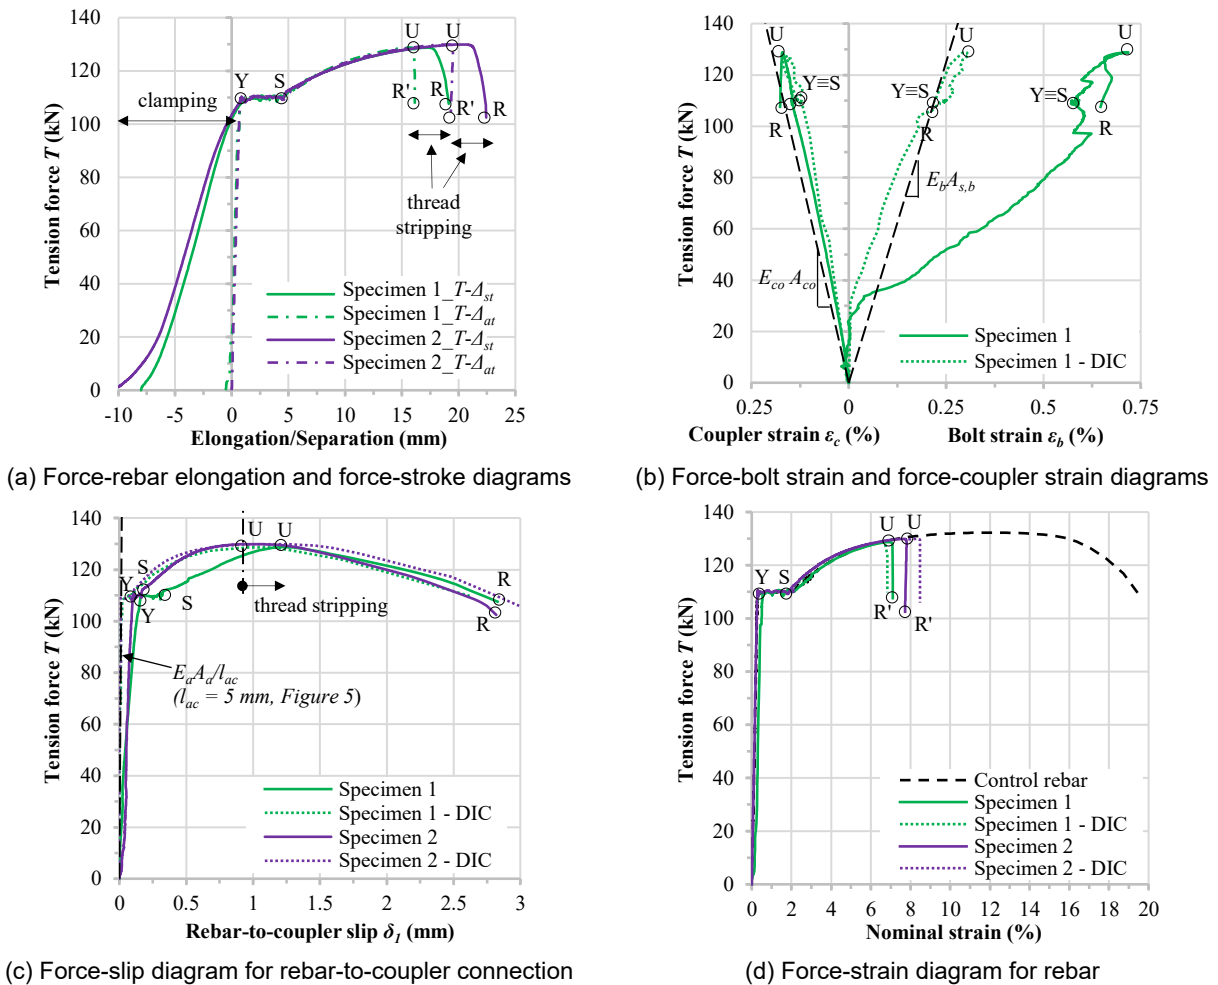 140
120
100
80
60
40
20
0
Tension force T (kN)
clamping
Y
S
U
U
R'
R
R'
R
thread
stripping
Specimen 1_T-Δst
Specimen 1_T-Δat
Specimen 2_T-Δst
Specimen 2_T-Δat
-10 -5 0 5 10 15 20 25
Elongation/Separation (mm)
(a) Force-rebar elongation and force-stroke diagrams
140
120
100
80
60
40
20
0
Tension force T (kN)
U
U
U
Y≡S
Y≡S
Y≡S
R
R
R
EbAs,b
Eco Aco
Specimen 1
Specimen 1 - DIC
0.25 0 0.25 0.5 0.75
Coupler strain εc (%)
Bolt strain εb (%)
(b) Force-bolt strain and force-coupler strain diagrams
140
120
100
80
60
40
20
0
Tension force T (kN)
U
U
S
Y
Y
S
R
R
thread stripping
EaAa/lac
(lac = 5 mm, Figure 5)
Specimen 1
Specimen 1 - DIC
Specimen 2
Specimen 2 - DIC
0 0.5 1 1.5 2 2.5 3
Rebar-to-coupler slip δ1 (mm)
(c) Force-slip diagram for rebar-to-coupler connection
140
120
100
80
60
40
20
0
Tension force T (kN)
Y
S
U
U
R'
R'
Control rebar
Specimen 1
Specimen 1 - DIC
Specimen 2
Specimen 2 - DIC
0 2 4 6 8 10 12 14 16 18 20
Nominal strain (%)
(d) Force-strain diagram for rebar